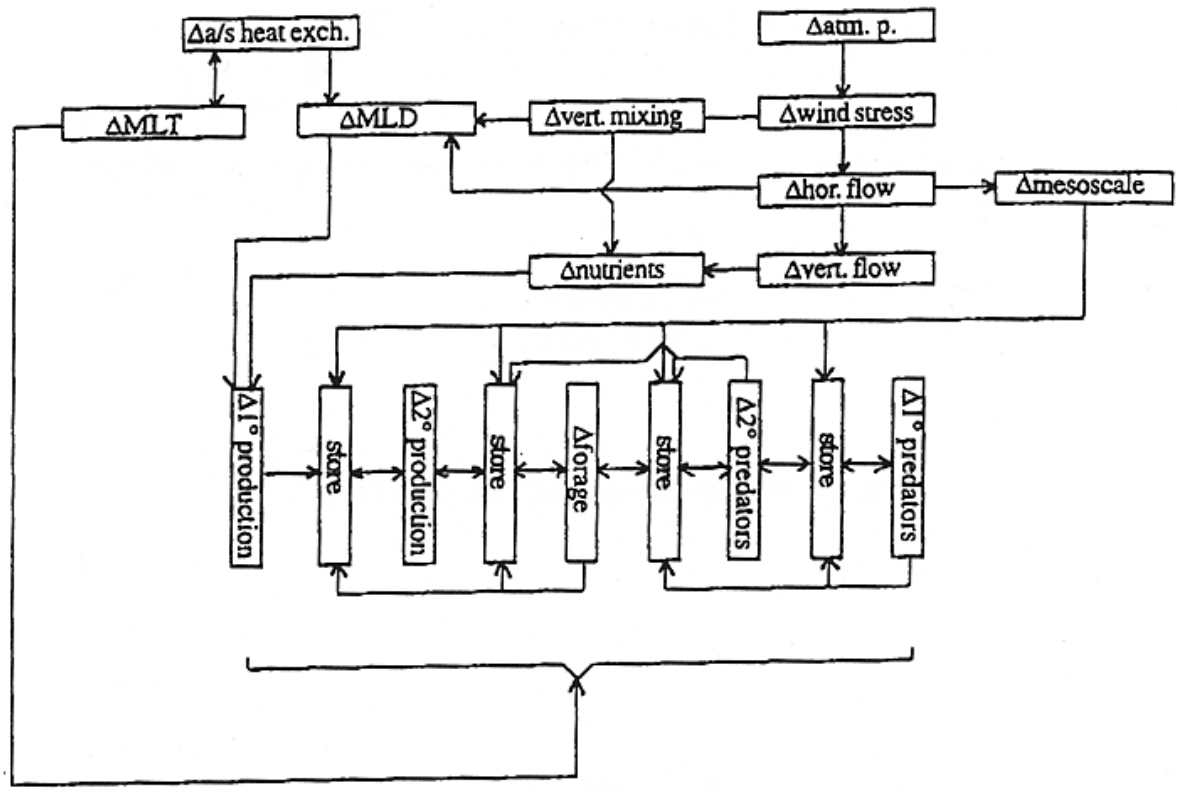 Δa/s heat exch.
Δatm. p.
ΔMLT
ΔMLD
Δvert. mixing
Δwind stress
Δhor. flow
Δmesoscale
Δnutrients
Δvert. flow
Δ1° production
store
Δ2° production
store
Δforage
store
Δ2° predators
store
Δ1° predators